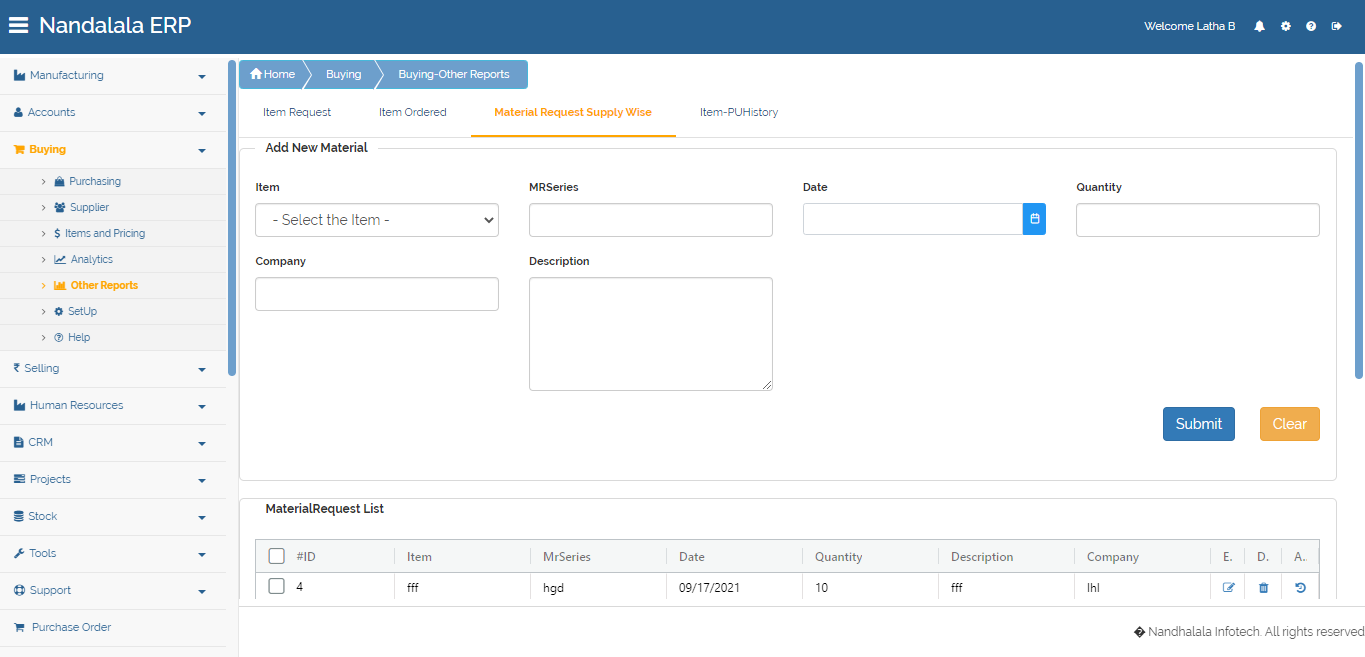 Nandalala ERP
Welcome Latha B
Manufacturing
Accounts
Buying
Purchasing
Supplier
Items and Pricing
Analytics
Other Reports
SetUp
Help
Selling
Human Resources
CRM
Projects
Stock
Tools
Support
Purchase Order
Home Buying Buying-Other Reports
Item Request Item Ordered Material Request Supply Wise Item-PUHistory
Add New Material
Item MRSeries Date Quantity
- Select the Item -
Company Description
Submit Clear
MaterialRequest List
#ID Item MrSeries Date Quantity Description Company E. D. A.
4 fff hgd 09/17/2021 10 fff lhl
� Nandhalala Infotech. All rights reserved